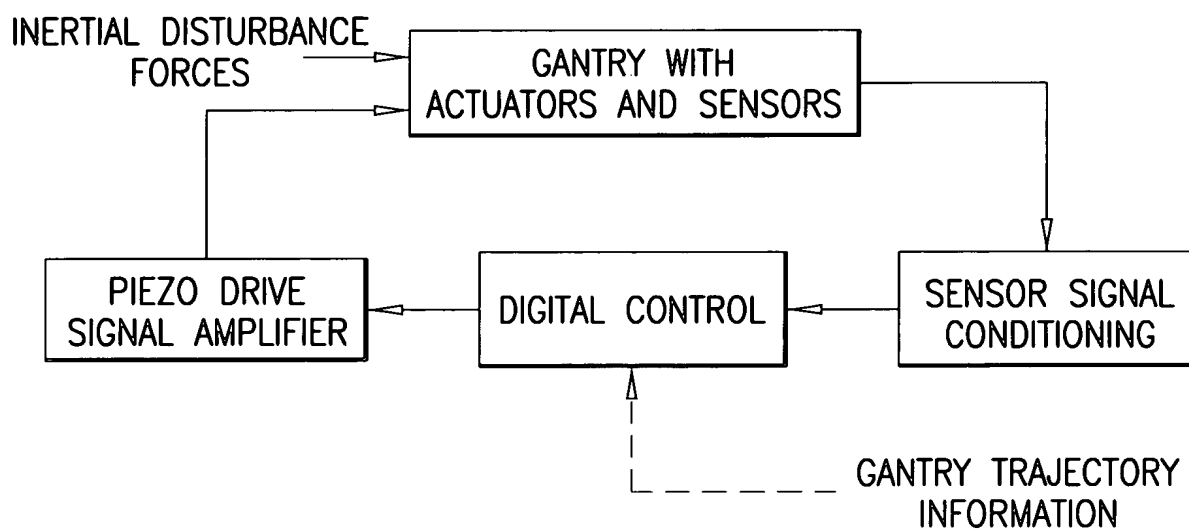 INERTIAL DISTURBANCE
FORCES
GANTRY WITH
ACTUATORS AND SENSORS
PIEZO DRIVE
SIGNAL AMPLIFIER
DIGITAL CONTROL
SENSOR SIGNAL
CONDITIONING
GANTRY TRAJECTORY
INFORMATION